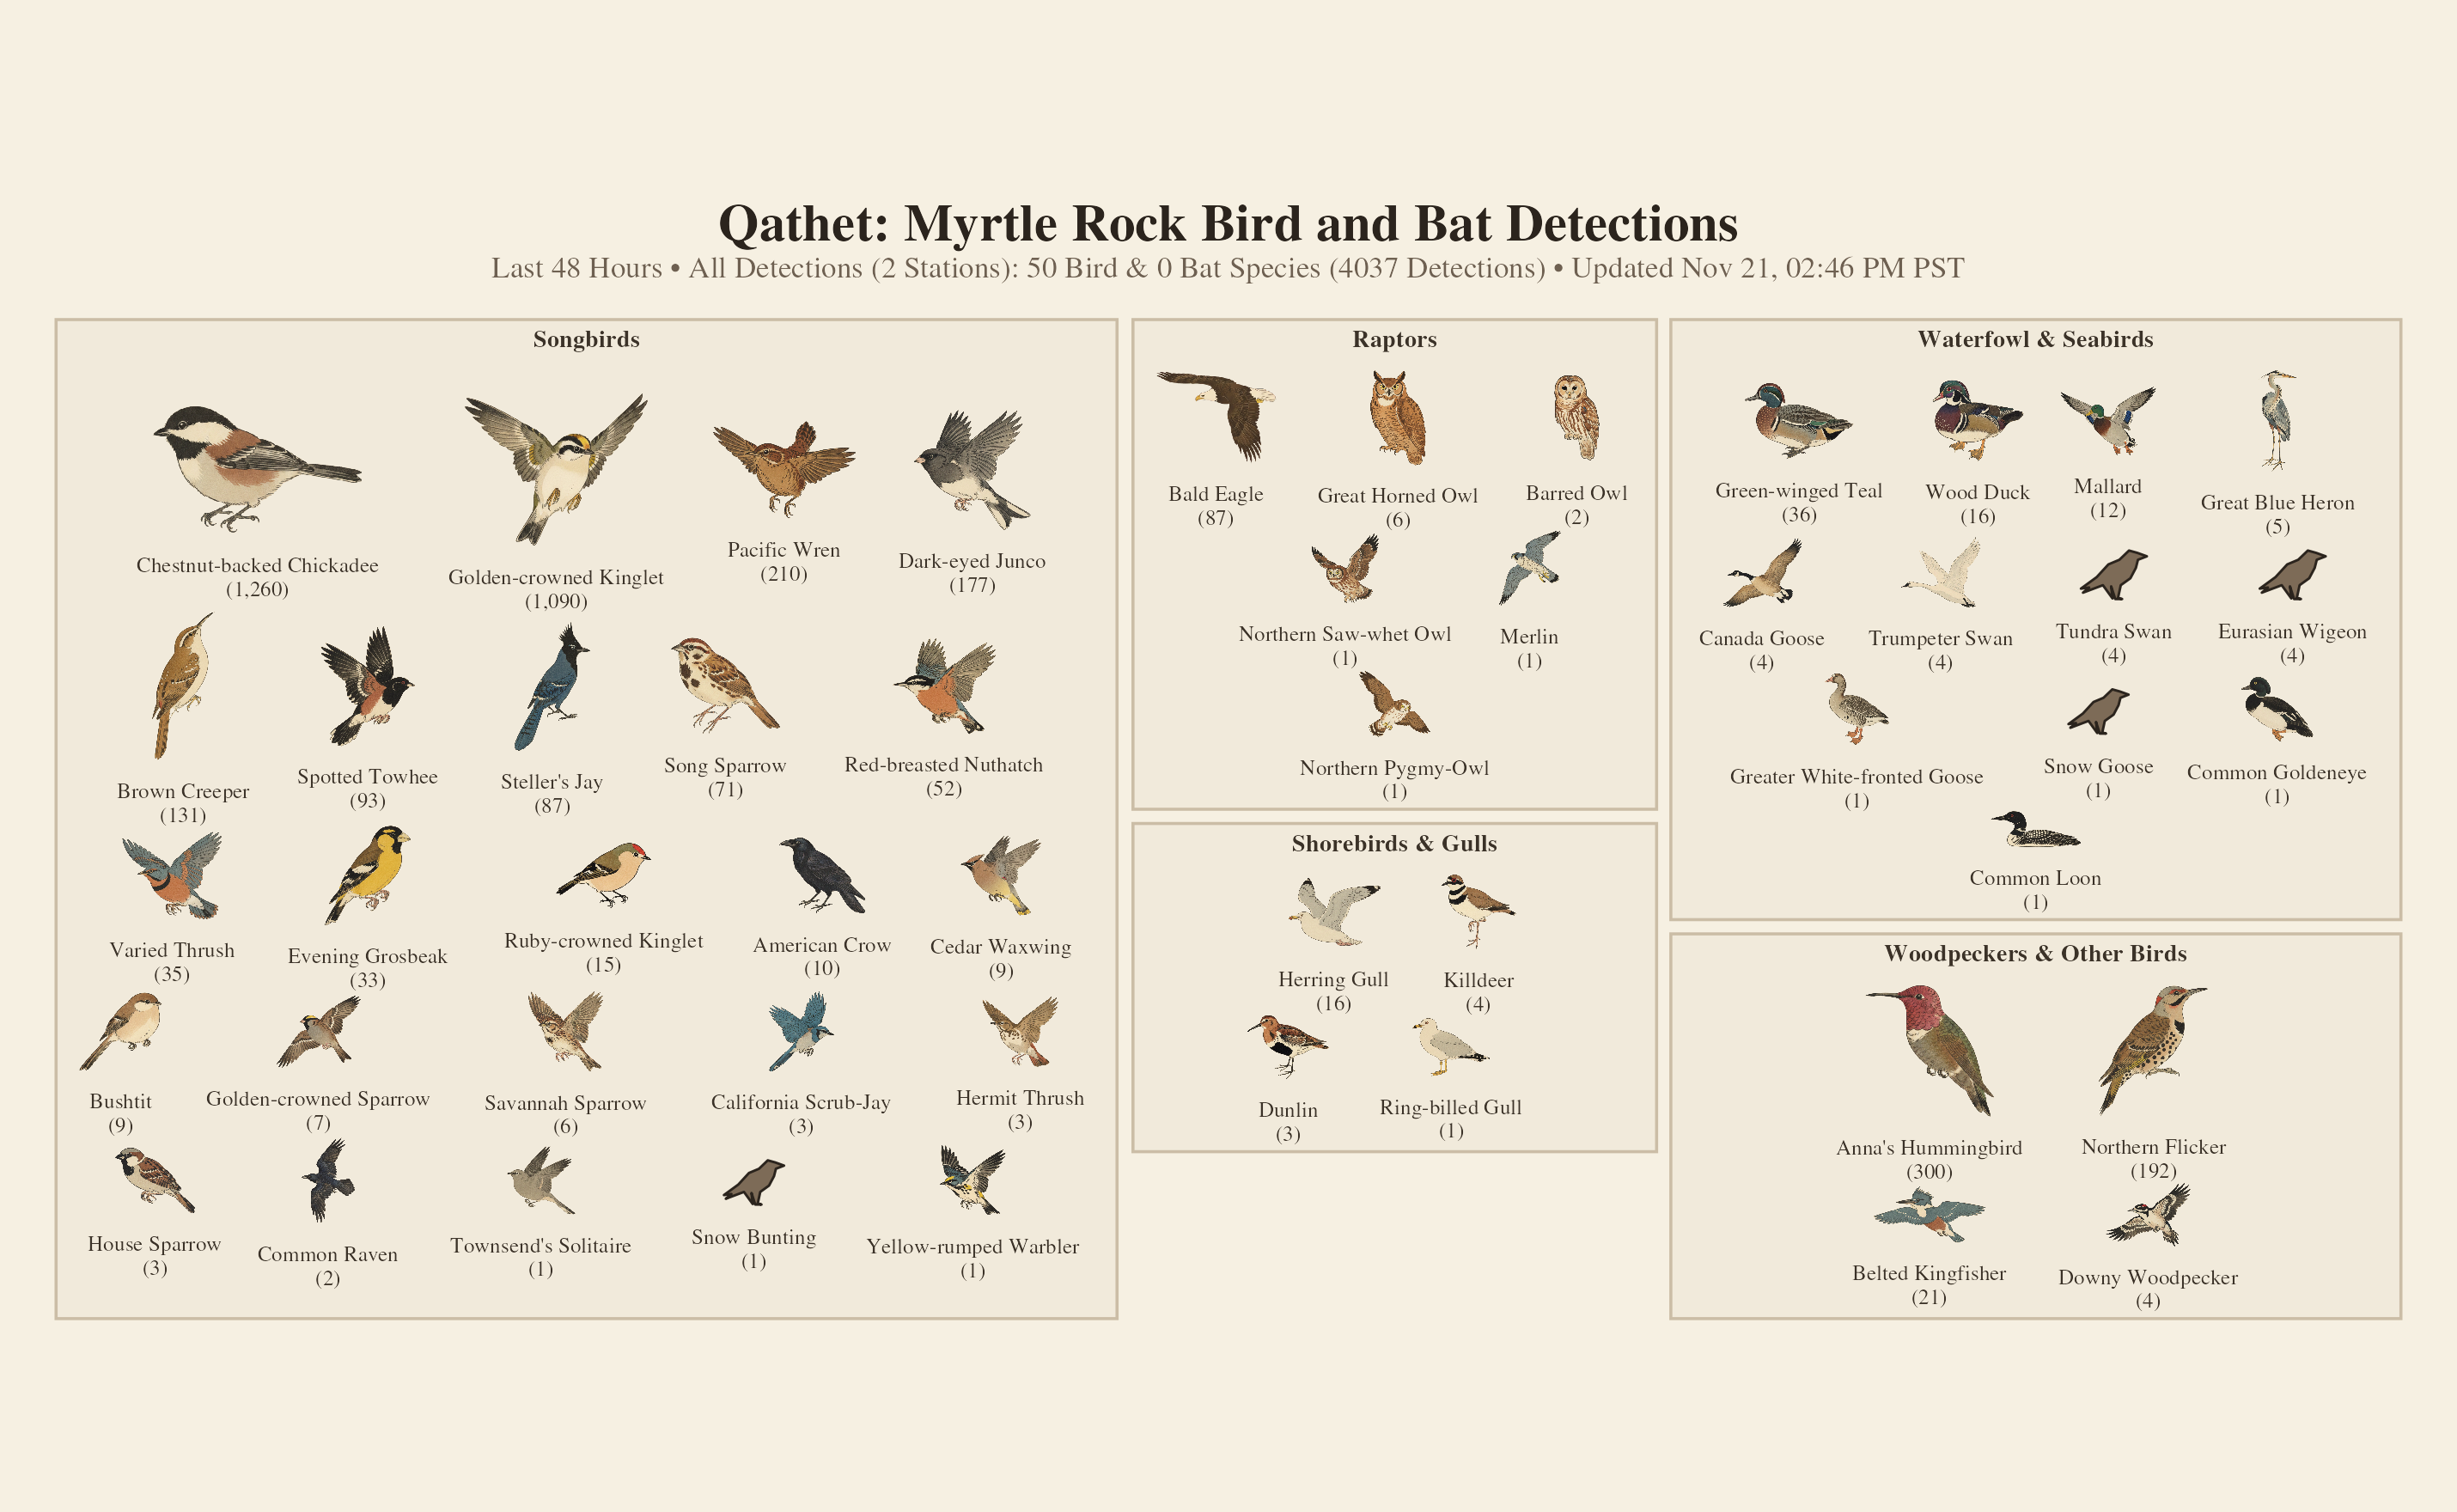 Qathet: Myrtle Rock Bird and Bat Detections
Last 48 Hours • All Detections (2 Stations): 50 Bird & 0 Bat Species (4037 Detections) • Updated Nov 21, 02:46 PM PST
Songbirds
Chestnut-backed Chickadee
(1,260)
Golden-crowned Kinglet
(1,090)
Pacific Wren
(210)
Dark-eyed Junco
(177)
Brown Creeper
(131)
Spotted Towhee
(93)
Steller's Jay
(87)
Song Sparrow
(71)
Red-breasted Nuthatch
(52)
Varied Thrush
(35)
Evening Grosbeak
(33)
Ruby-crowned Kinglet
(15)
American Crow
(10)
Cedar Waxwing
(9)
Bushtit
(9)
Golden-crowned Sparrow
(7)
Savannah Sparrow
(6)
California Scrub-Jay
(3)
Hermit Thrush
(3)
House Sparrow
(3)
Common Raven
(2)
Townsend's Solitaire
(1)
Snow Bunting
(1)
Yellow-rumped Warbler
(1)
Raptors
Bald Eagle
(87)
Great Horned Owl
(6)
Barred Owl
(2)
Northern Saw-whet Owl
(1)
Merlin
(1)
Northern Pygmy-Owl
(1)
Shorebirds & Gulls
Herring Gull
(16)
Killdeer
(4)
Dunlin
(3)
Ring-billed Gull
(1)
Waterfowl & Seabirds
Green-winged Teal
(36)
Wood Duck
(16)
Mallard
(12)
Great Blue Heron
(5)
Canada Goose
(4)
Trumpeter Swan
(4)
Tundra Swan
(4)
Eurasian Wigeon
(4)
Greater White-fronted Goose
(1)
Snow Goose
(1)
Common Goldeneye
(1)
Common Loon
(1)
Woodpeckers & Other Birds
Anna's Hummingbird
(300)
Northern Flicker
(192)
Belted Kingfisher
(21)
Downy Woodpecker
(4)